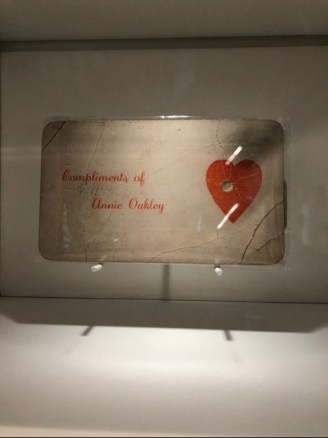 Compliments of
Annie Oakley